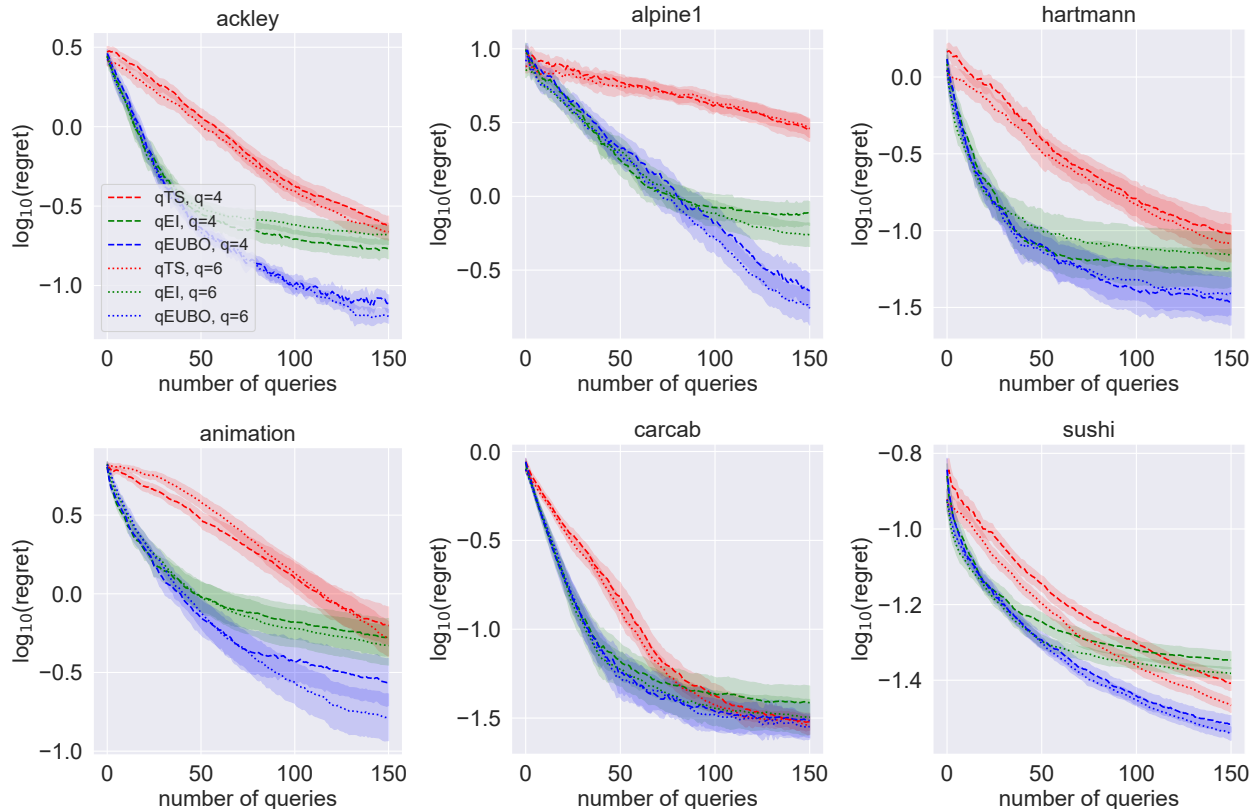 ackley
log₁₀(regret)
0.5
0.0
−0.5
−1.0
qTS, q=4
qEI, q=4
qEUBO, q=4
qTS, q=6
qEI, q=6
qEUBO, q=6
0 50 100 150
number of queries
alpine1
log₁₀(regret)
1.0
0.5
0.0
−0.5
0 50 100 150
number of queries
hartmann
log₁₀(regret)
0.0
−0.5
−1.0
−1.5
0 50 100 150
number of queries
animation
log₁₀(regret)
0.5
0.0
−0.5
−1.0
0 50 100 150
number of queries
carcab
log₁₀(regret)
0.0
−0.5
−1.0
−1.5
0 50 100 150
number of queries
sushi
log₁₀(regret)
−0.8
−1.0
−1.2
−1.4
0 50 100 150
number of queries